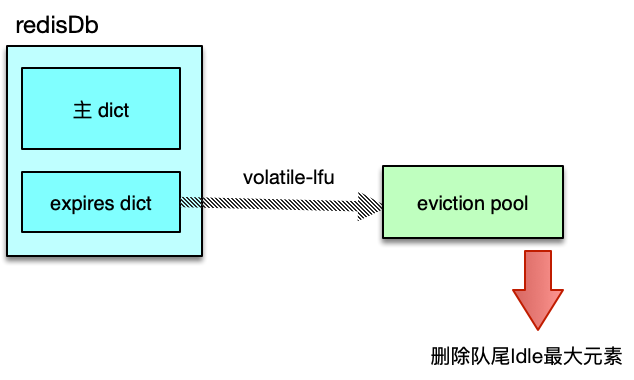 redisDb
主 dict
expires dict
volatile-lfu
eviction pool
删除队尾Idle最大元素